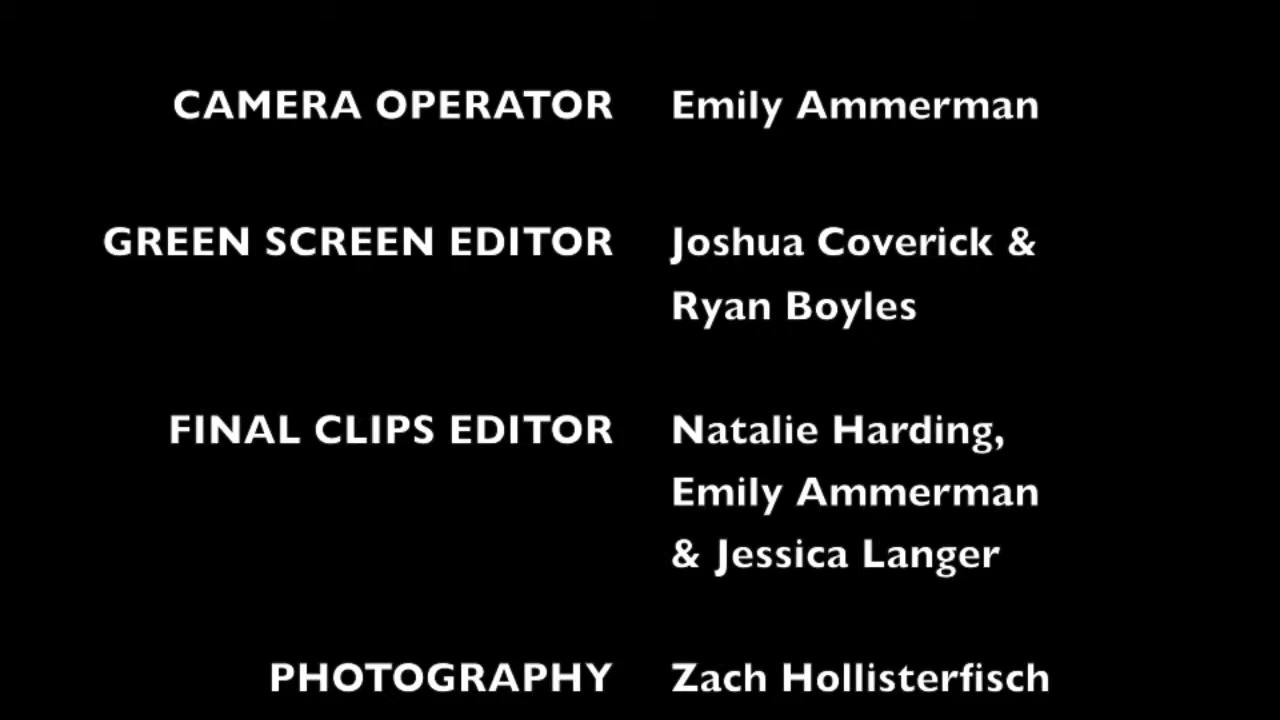 CAMERA OPERATOR Emily Ammerman
GREEN SCREEN EDITOR Joshua Coverick &
Ryan Boyles
FINAL CLIPS EDITOR Natalie Harding,
Emily Ammerman
& Jessica Langer
PHOTOGRAPHY Zach Hollisterfisch